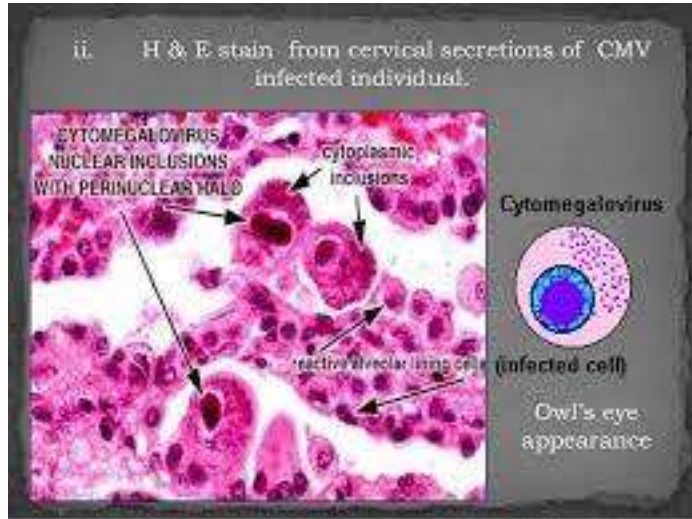 ii. H & E stain from cervical secretions of CMV
infected individual.
CYTOMEGALOVIRUS
NUCLEAR INCLUSIONS
WITH PERINUCLEAR HALO
cytoplasmic
inclusions
reactive alveolar lining cells
Cytomegalovirus
(infected cell)
Owl's eye
appearance